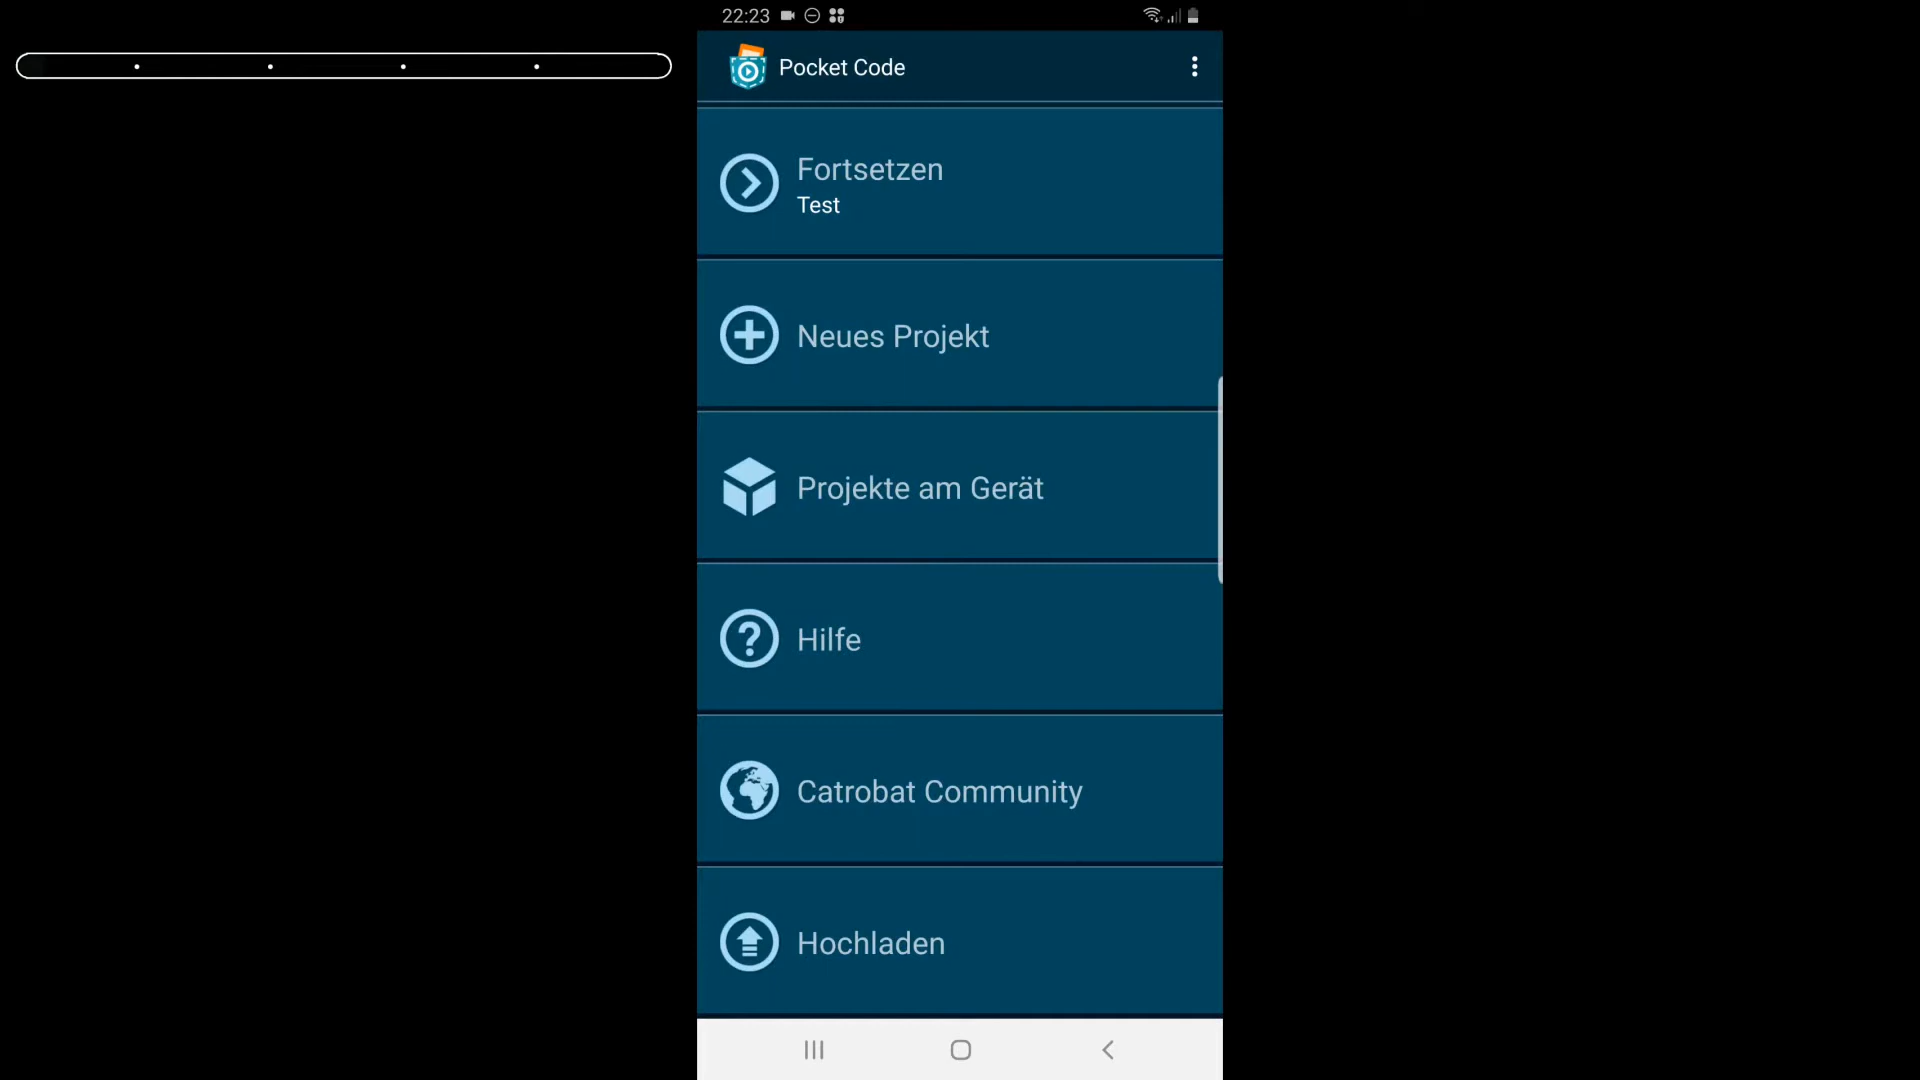 22:23
Pocket Code
Fortsetzen
Test
Neues Projekt
Projekte am Gerät
Hilfe
Catrobat Community
Hochladen